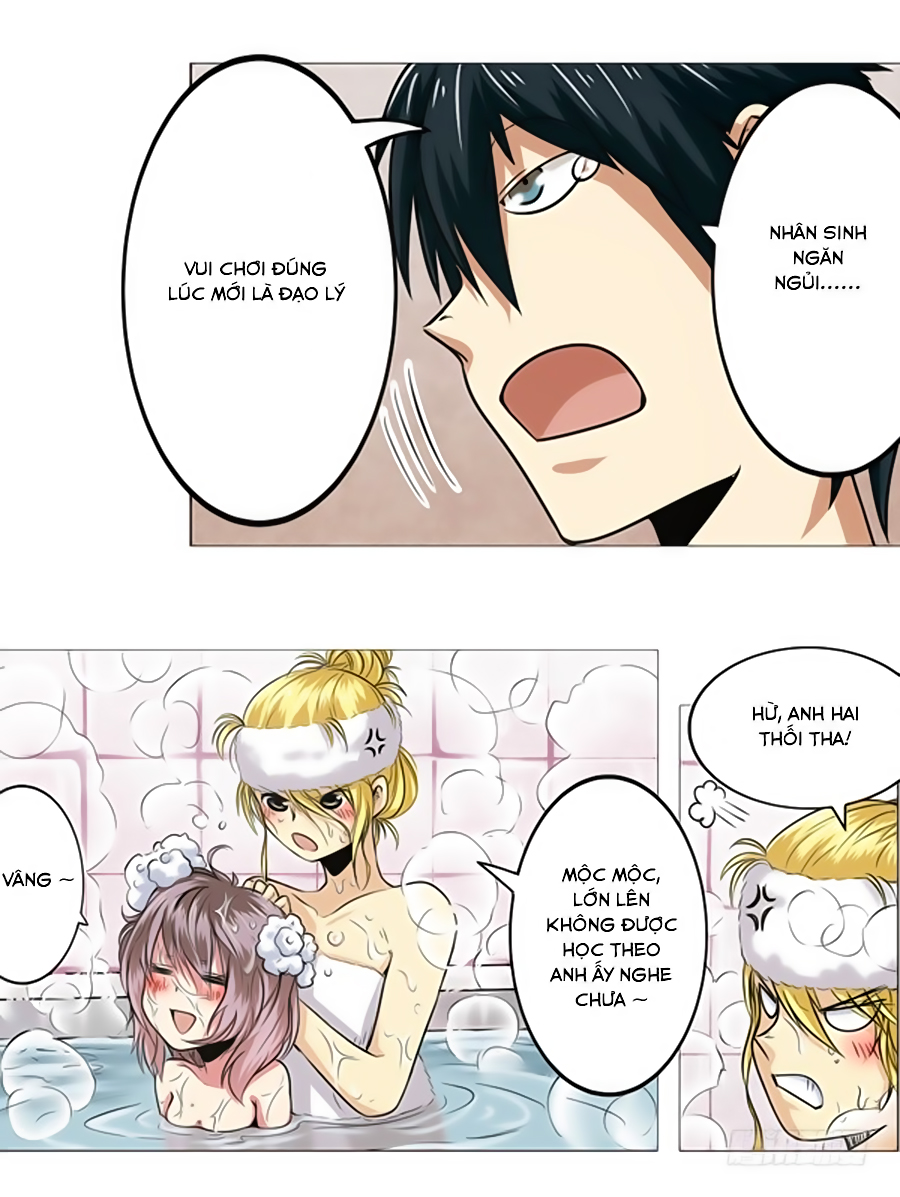 NHÂN SINH
NGĂN
NGỦI......
VUI CHƠI ĐÚNG
LÚC MỚI LÀ ĐẠO LÝ
HỪ, ANH HAI
THỐI THA!
MỘC MỘC,
LỚN LÊN
KHÔNG ĐƯỢC
HỌC THEO
ANH ẤY NGHE
CHƯA ~
VÂNG ~